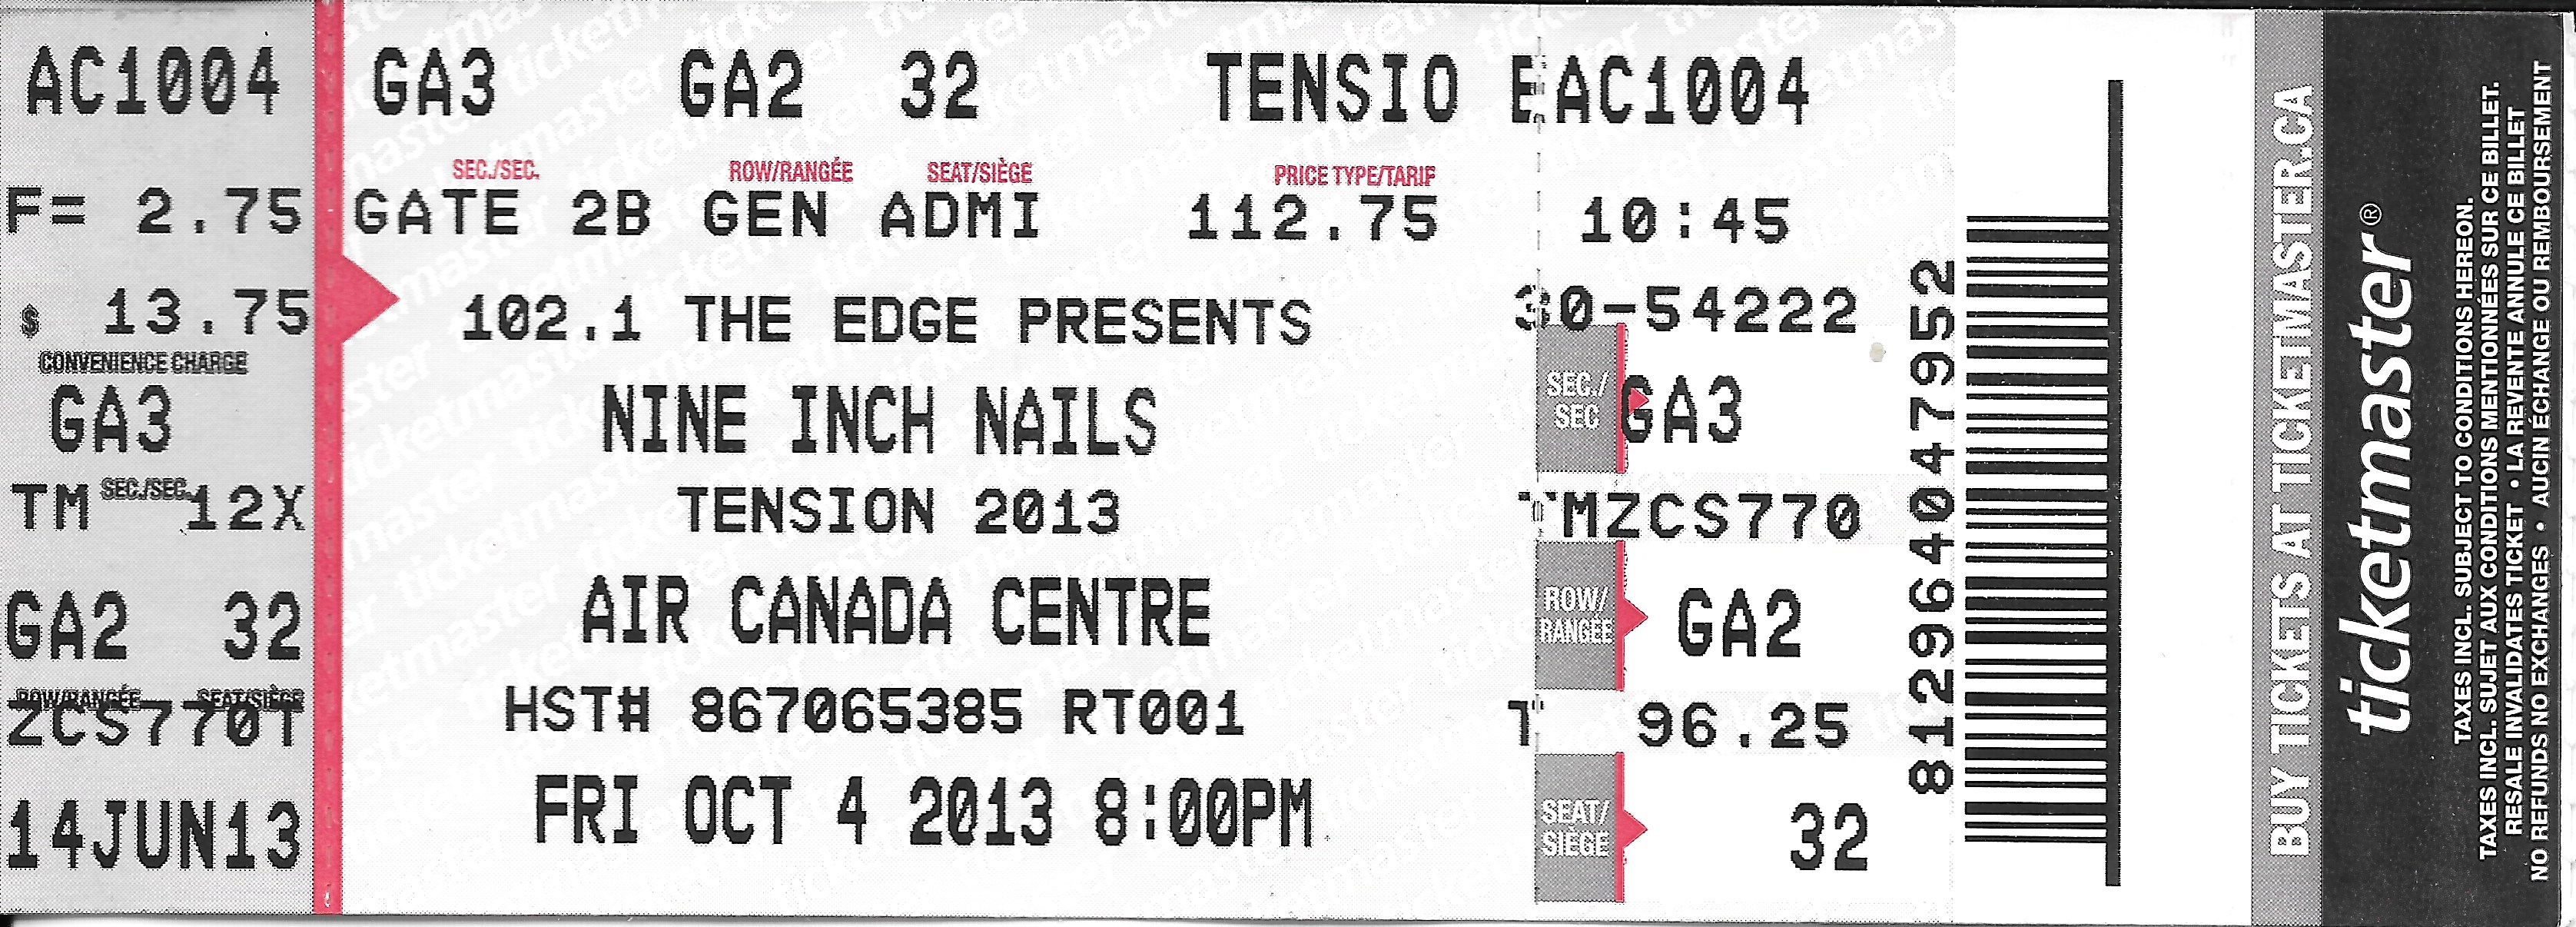 AC1004
F= 2.75
$ 13.75
CONVENIENCE CHARGE
GA3
TM SEC./SEC. 12X
GA2 32
ROW/RANGÉE SEAT/SIÈGE
ZCS770T
14JUN13
GA3 GA2 32 TENSIO EAC1004
SEC./SEC. ROW/RANGÉE SEAT/SIÈGE PRICE TYPE/TARIF
GATE 2B GEN ADMI 112.75
102.1 THE EDGE PRESENTS
NINE INCH NAILS
TENSION 2013
AIR CANADA CENTRE
HST# 867065385 RT001
FRI OCT 4 2013 8:00PM
10:45
30-54222
SEC./
SEC
GA3
TMZCS770
ROW/
RANGÉE
GA2
T 96.25
SEAT/
SIÈGE
32
812964047952
BUY TICKETS AT TICKETMASTER.CA
ticketmaster®
TAXES INCL. SUBJECT TO CONDITIONS HEREON.
TAXES INCL. SUJET AUX CONDITIONS MENTIONNÉES SUR CE BILLET.
RESALE INVALIDATES TICKET • LA REVENTE ANNULE CE BILLET
NO REFUNDS NO EXCHANGES • AUCIN ÉCHANGE OU REMBOURSEMENT